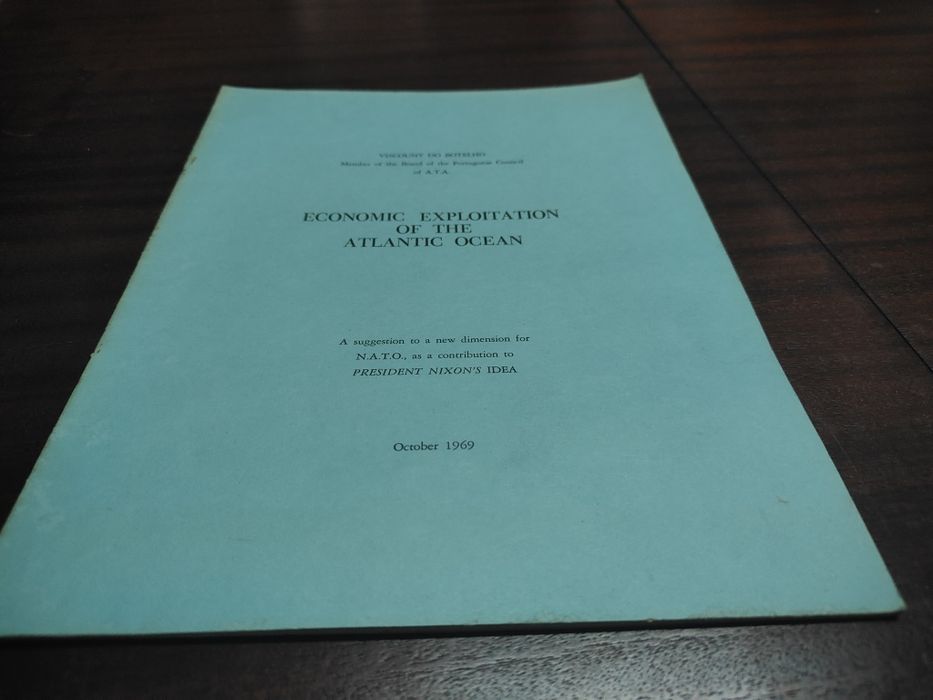 VISCOUNT DO BOTELHO
Member of the Board of the Portuguese Council
of A.T.A.
ECONOMIC EXPLOITATION
OF THE
ATLANTIC OCEAN
A suggestion to a new dimension for
N.A.T.O., as a contribution to
PRESIDENT NIXON'S IDEA
October 1969